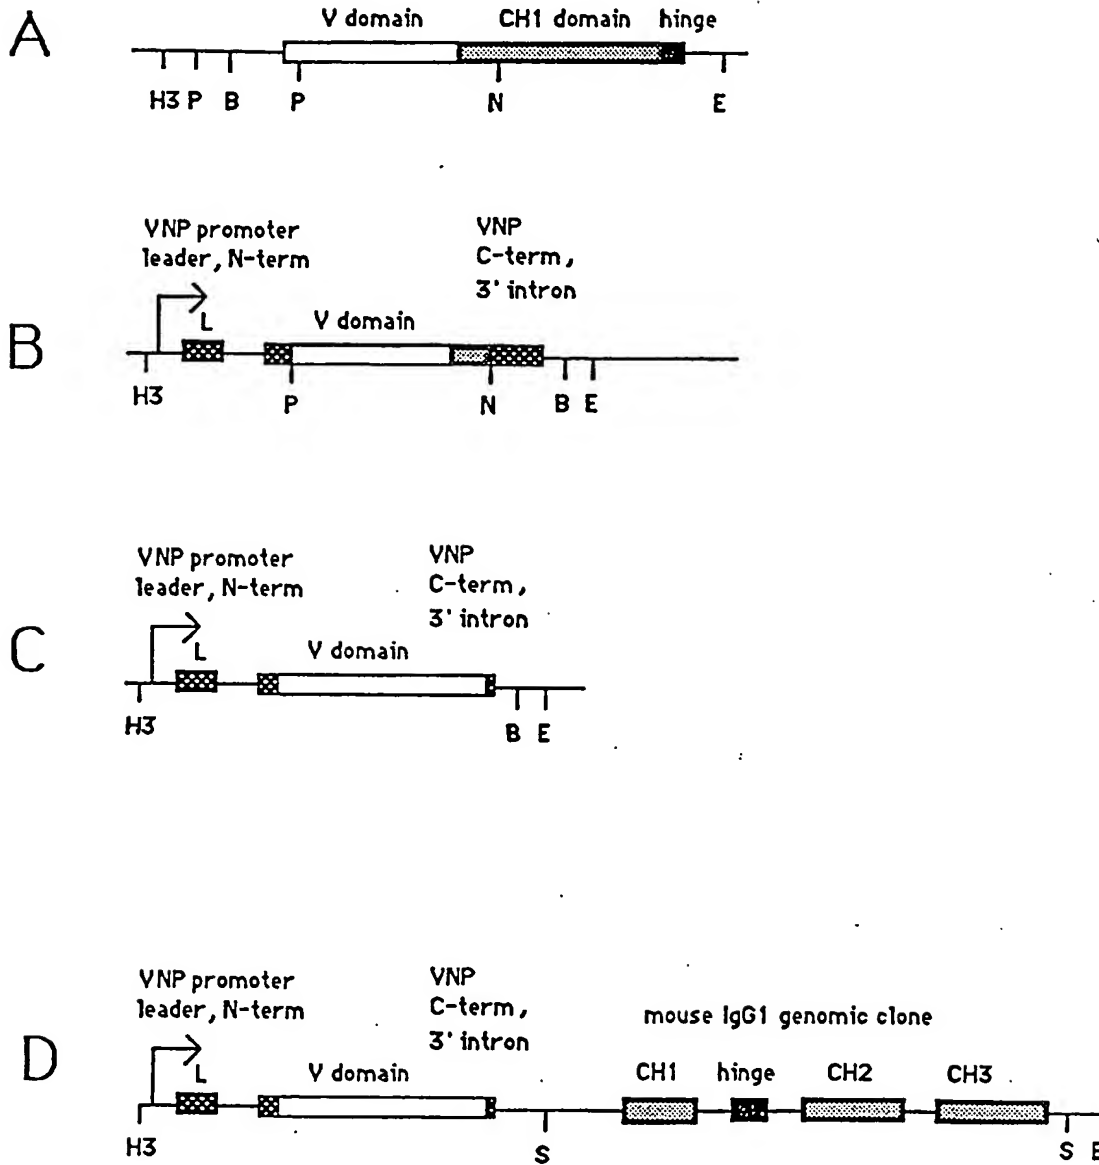 A
V domain CH1 domain hinge
H3 P B P N E
B
VNP promoter
leader, N-term
VNP
C-term,
3' intron
L
V domain
H3 P N B E
C
VNP promoter
leader, N-term
VNP
C-term,
3' intron
L
V domain
H3 B E
D
VNP promoter
leader, N-term
VNP
C-term,
3' intron
mouse IgG1 genomic clone
L
V domain
CH1 hinge CH2 CH3
H3 S S E